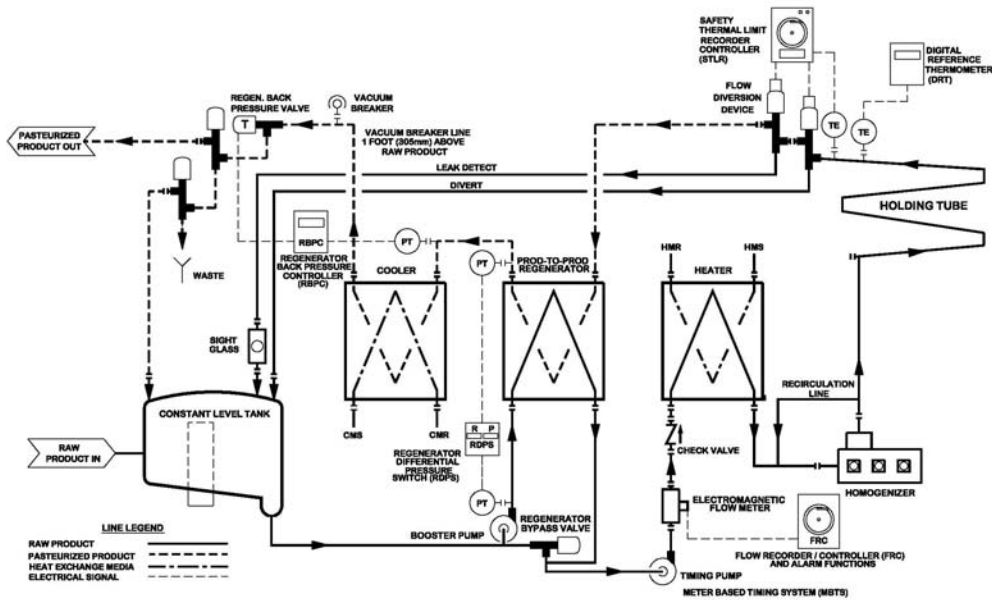 SAFETY
THERMAL LIMIT
RECORDER
CONTROLLER
(STLR)
DIGITAL
REFERENCE
THERMOMETER
(DRT)
FLOW
DIVERSION
DEVICE
TE
TE
REGEN. BACK
PRESSURE VALVE
T
VACUUM
BREAKER
VACUUM BREAKER LINE
1 FOOT (305mm) ABOVE
RAW PRODUCT
PASTEURIZED
PRODUCT OUT
LEAK DETECT
DIVERT
HOLDING TUBE
WASTE
RBPC
REGENERATOR
BACK PRESSURE
CONTROLLER
(RBPC)
PT
COOLER
PT
PROD-TO-PROD
REGENERATOR
HMR
HMS
HEATER
SIGHT
GLASS
CONSTANT LEVEL TANK
RAW
PRODUCT IN
CMS
CMR
R P
RDPS
REGENERATOR
DIFFERENTIAL
PRESSURE
SWITCH (RDPS)
PT
RECIRCULATION
LINE
CHECK VALVE
HOMOGENIZER
ELECTROMAGNETIC
FLOW METER
FRC
FLOW RECORDER / CONTROLLER (FRC)
AND ALARM FUNCTIONS
REGENERATOR
BYPASS VALVE
BOOSTER PUMP
TIMING PUMP
METER BASED TIMING SYSTEM (MBTS)
LINE LEGEND
RAW PRODUCT
PASTEURIZED PRODUCT
HEAT EXCHANGE MEDIA
ELECTRICAL SIGNAL